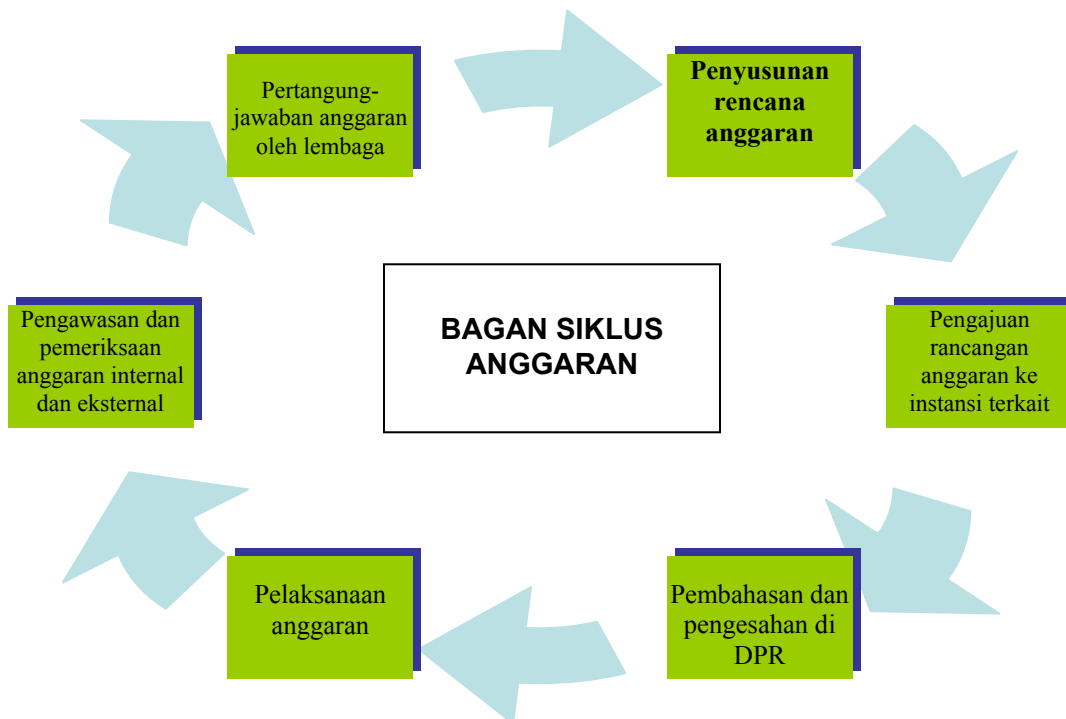 Pertangung-
jawaban anggaran
oleh lembaga
Penyusunan
rencana
anggaran
Pengawasan dan
pemeriksaan
anggaran internal
dan eksternal
BAGAN SIKLUS
ANGGARAN
Pengajuan
rancangan
anggaran ke
instansi terkait
Pelaksanaan
anggaran
Pembahasan dan
pengesahan di
DPR